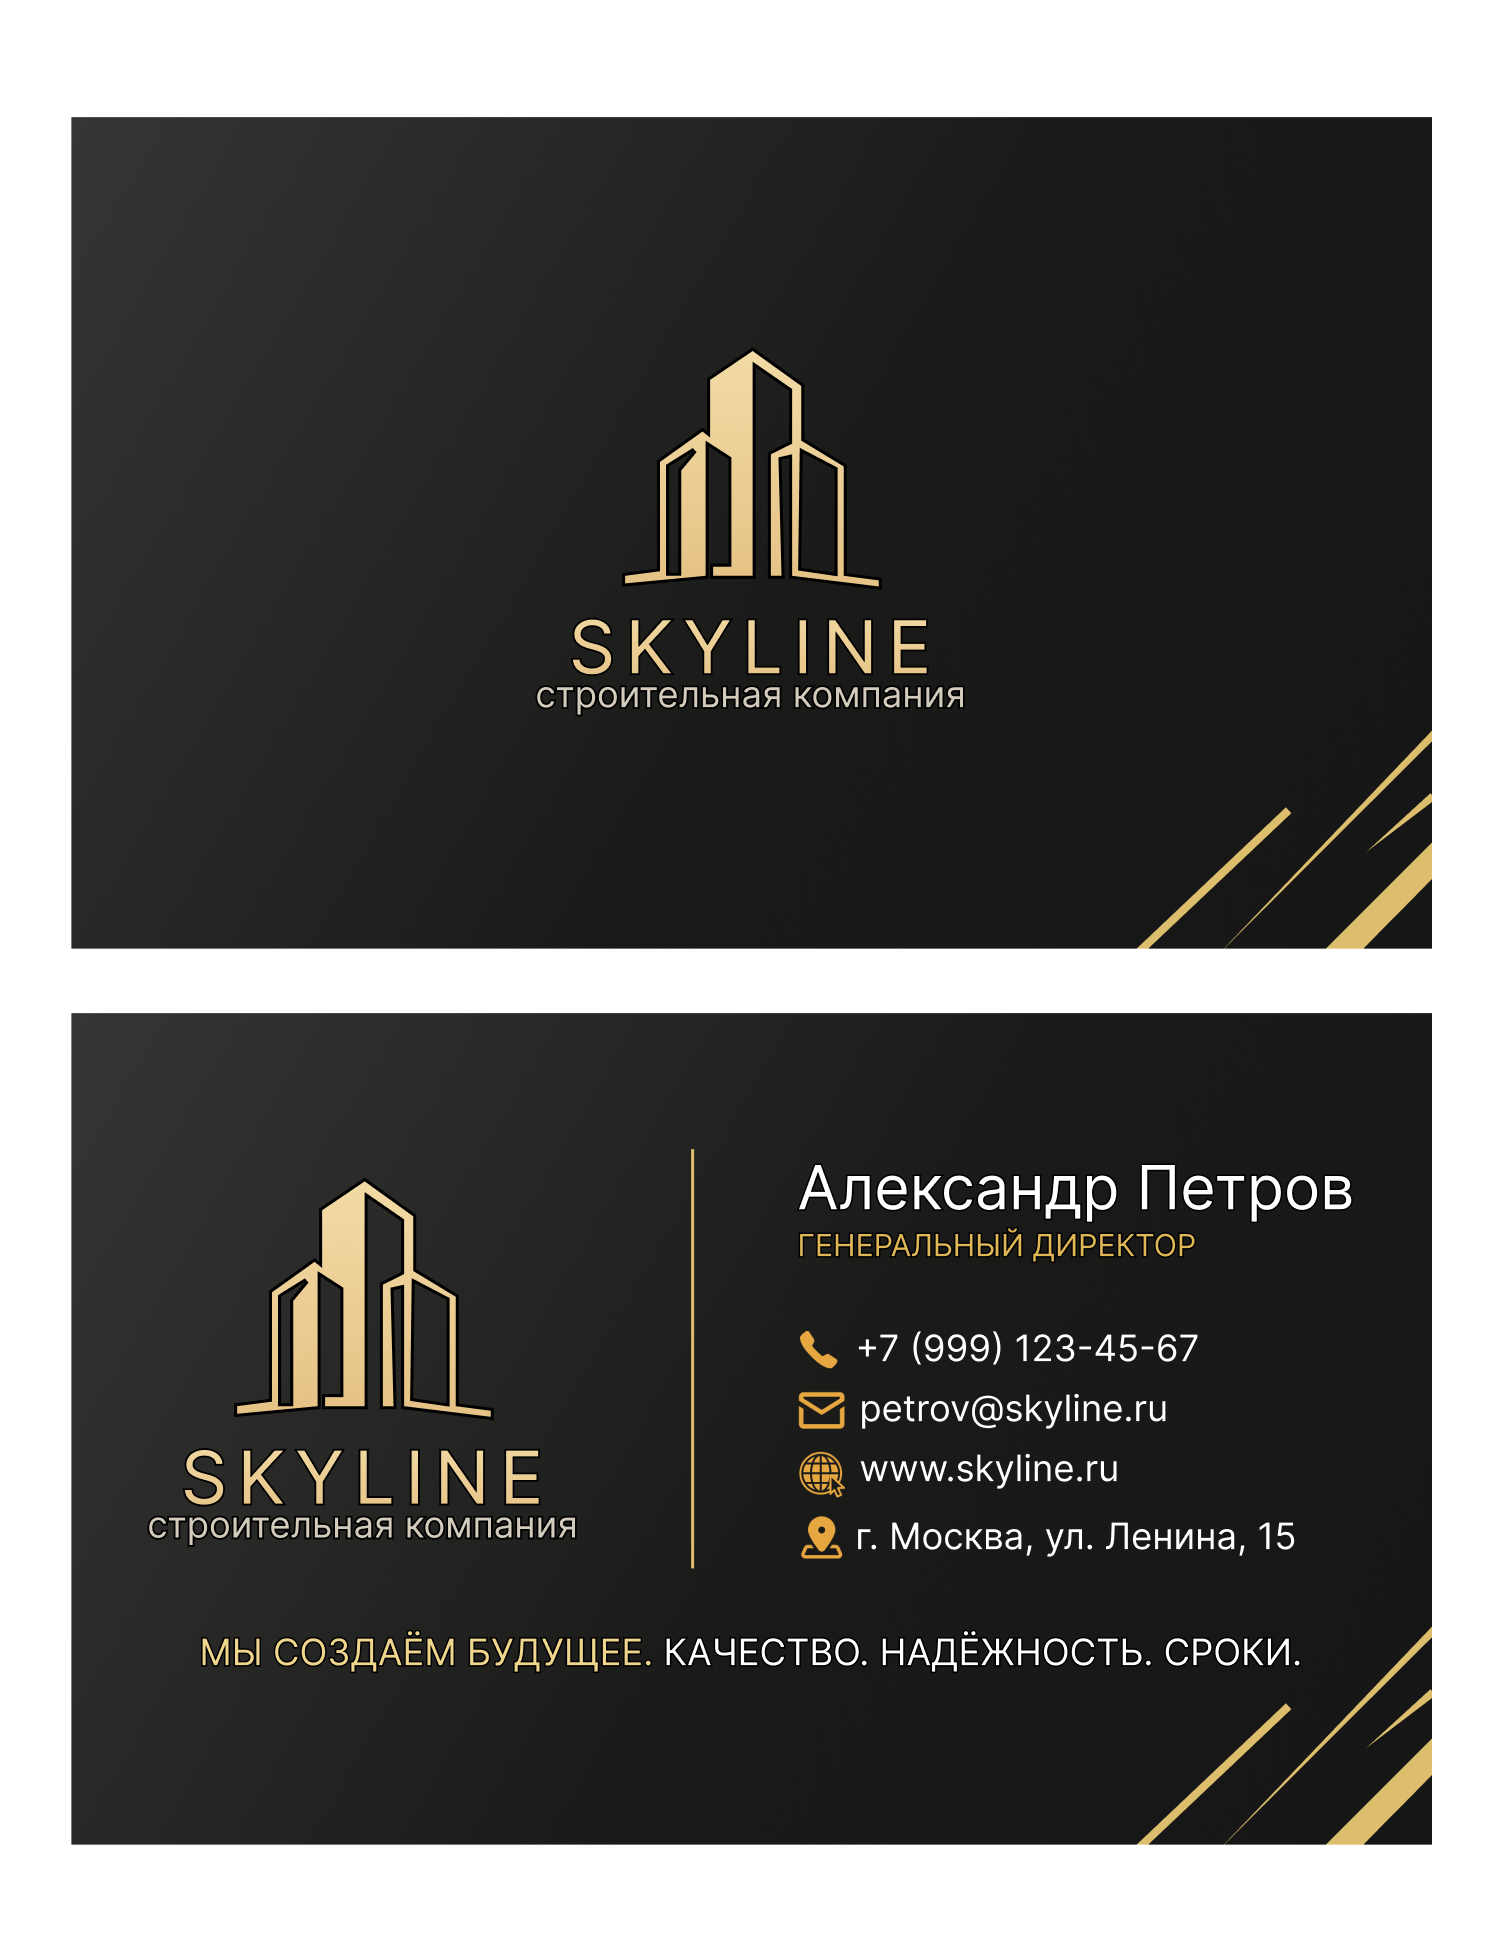 SKYLINE
строительная компания
SKYLINE
строительная компания
Александр Петров
ГЕНЕРАЛЬНЫЙ ДИРЕКТОР
+7 (999) 123-45-67
petrov@skyline.ru
www.skyline.ru
г. Москва, ул. Ленина, 15
МЫ СОЗДАЁМ БУДУЩЕЕ. КАЧЕСТВО. НАДЁЖНОСТЬ. СРОКИ.